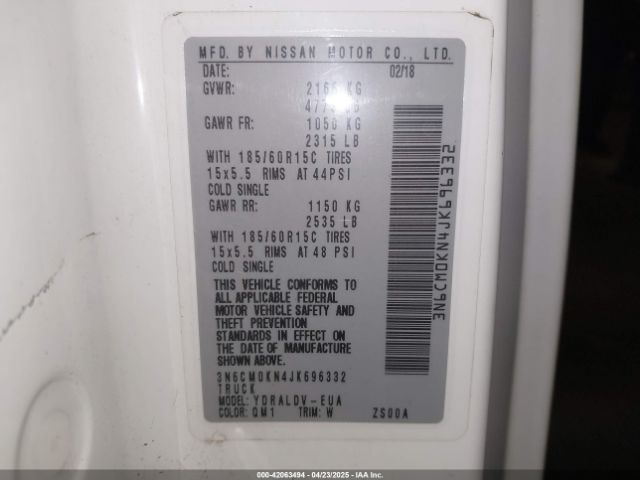 MFD. BY NISSAN MOTOR CO., LTD.
DATE: 02/18
GVWR: KG
LB
GAWR FR: 1050 KG
2315 LB
WITH 185/60R15C TIRES
15x5.5 RIMS AT 44PSI
COLD SINGLE
GAWR RR: 1150 KG
2535 LB
WITH 185/60R15C TIRES
15x5.5 RIMS AT 48 PSI
COLD SINGLE
THIS VEHICLE CONFORMS TO
ALL APPLICABLE FEDERAL
MOTOR VEHICLE SAFETY AND
THEFT PREVENTION
STANDARDS IN EFFECT ON
THE DATE OF MANUFACTURE
SHOWN ABOVE.
3N6CM0KN4JK696332
TRUCK
MODEL: YDRALDV-EUA
COLOR: QM1 TRIM: W ZS00A
3N6CM0KN4JK696332
000-42063494 - 04/23/2025 - IAA Inc.